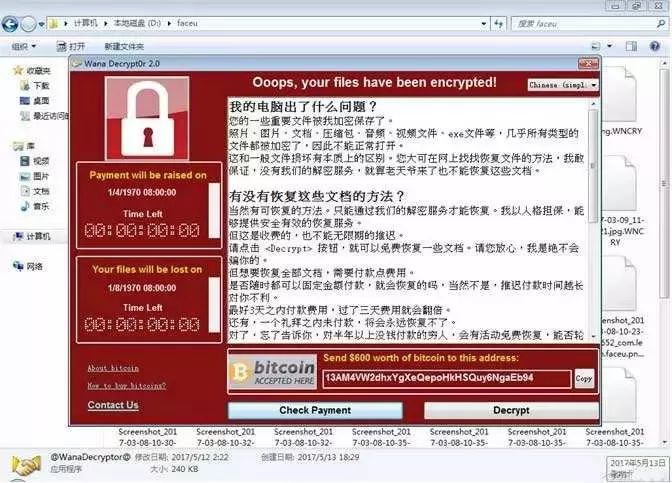 计算机 ▸ 本地磁盘 (D:) ▸ faceu
搜索 faceu
组织 打开 新建文件夹
收藏夹
下载
桌面
最近访问的
库
视频
图片
文档
音乐
计算机
网络
Wana Decrypt0r 2.0
Ooops, your files have been encrypted!
Chinese (simpl
Payment will be raised on
1/4/1970 08:00:00
Time Left
00:00:00:00
Your files will be lost on
1/8/1970 08:00:00
Time Left
00:00:00:00
About bitcoin
How to buy bitcoins?
Contact Us
我的电脑出了什么问题？
您的一些重要文件被我加密保存了。
照片、图片、文档、压缩包、音频、视频文件、exe文件等，几乎所有类型的
文件都被加密了，因此不能正常打开。
这和一般文件损坏有本质上的区别。您大可在网上找找恢复文件的方法，我敢
保证，没有我们的解密服务，就算老天爷来了也不能恢复这些文档。
有没有恢复这些文档的方法？
当然有可恢复的方法。只能通过我们的解密服务才能恢复。我以人格担保，能
够提供安全有效的恢复服务。
但这是收费的，也不能无限期的推迟。
请点击 <Decrypt> 按钮，就可以免费恢复一些文档。请您放心，我是绝不会
骗你的。
但想要恢复全部文档，需要付款点费用。
是否随时都可以固定金额付款，就会恢复的吗，当然不是，推迟付款时间越长
对你不利。
最好3天之内付款费用，过了三天费用就会翻倍。
还有，一个礼拜之内未付款，将会永远恢复不了。
对了，忘了告诉你，对半年以上没钱付款的穷人，会有活动免费恢复，能否轮
bitcoin
ACCEPTED HERE
Send $600 worth of bitcoin to this address:
13AM4VW2dhxYgXeQepoHkHSQuy6NgaEb94
Copy
Check Payment
Decrypt
ng.WNCRY
17-03-09_11-
21.jpg.WNC
RY
Screenshot_2
017-03-08-10-23-
652_com.le
n.faceu.pn...
Screenshot_201
7-03-08-10-30-
Screenshot_201
7-03-08-10-32-
Screenshot_201
7-03-08-10-35-
Screenshot_201
7-03-08-10-35-
Screenshot_201
7-03-08-10-35-
Screenshot_201
7-03-08-10-35-
@WanaDecryptor@ 修改日期: 2017/5/12 2:22 创建日期: 2017/5/13 18:29
应用程序 大小: 240 KB
2017年5月13日